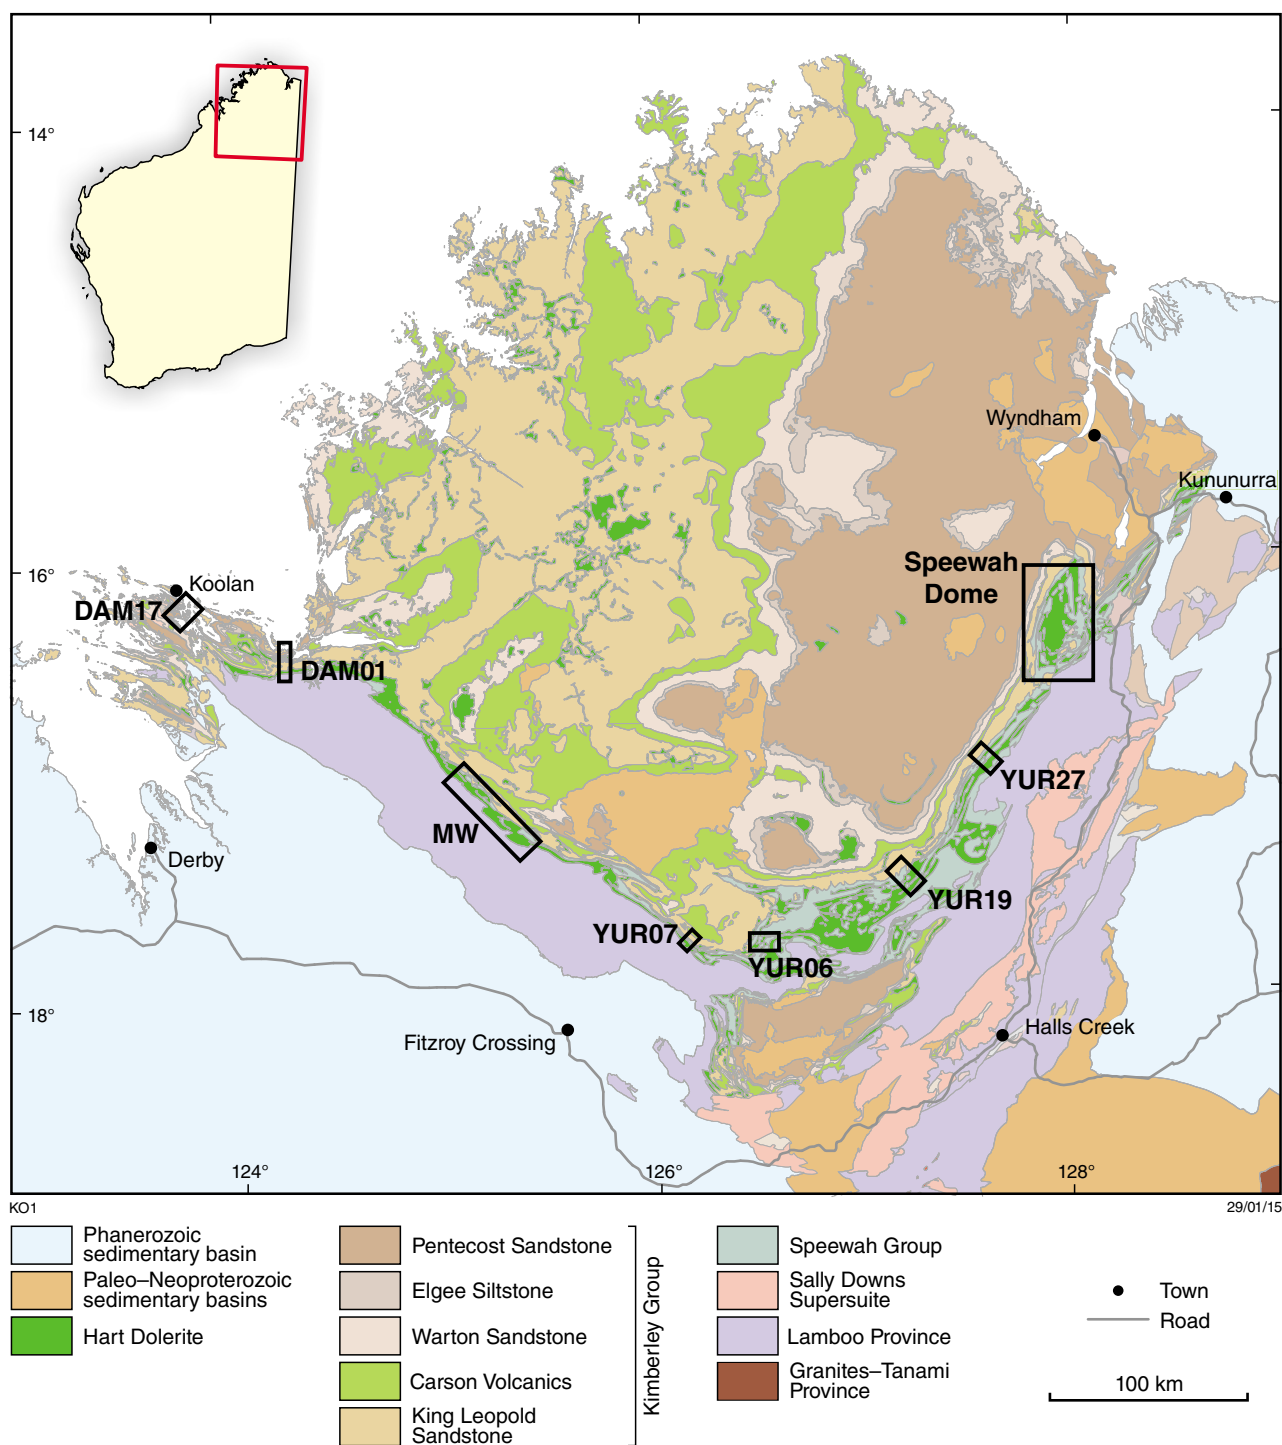 14°
Wyndham
Kununurra
16°
Koolan
Speewah
Dome
DAM17
DAM01
YUR27
MW
Derby
YUR19
YUR07
YUR06
18°
Fitzroy Crossing
Halls Creek
124°
126°
128°
KO1
29/01/15
Phanerozoic
sedimentary basin
Paleo–Neoproterozoic
sedimentary basins
Hart Dolerite
Pentecost Sandstone
Elgee Siltstone
Warton Sandstone
Carson Volcanics
King Leopold
Sandstone
Kimberley Group
Speewah Group
Sally Downs
Supersuite
Lamboo Province
Granites–Tanami
Province
Town
Road
100 km